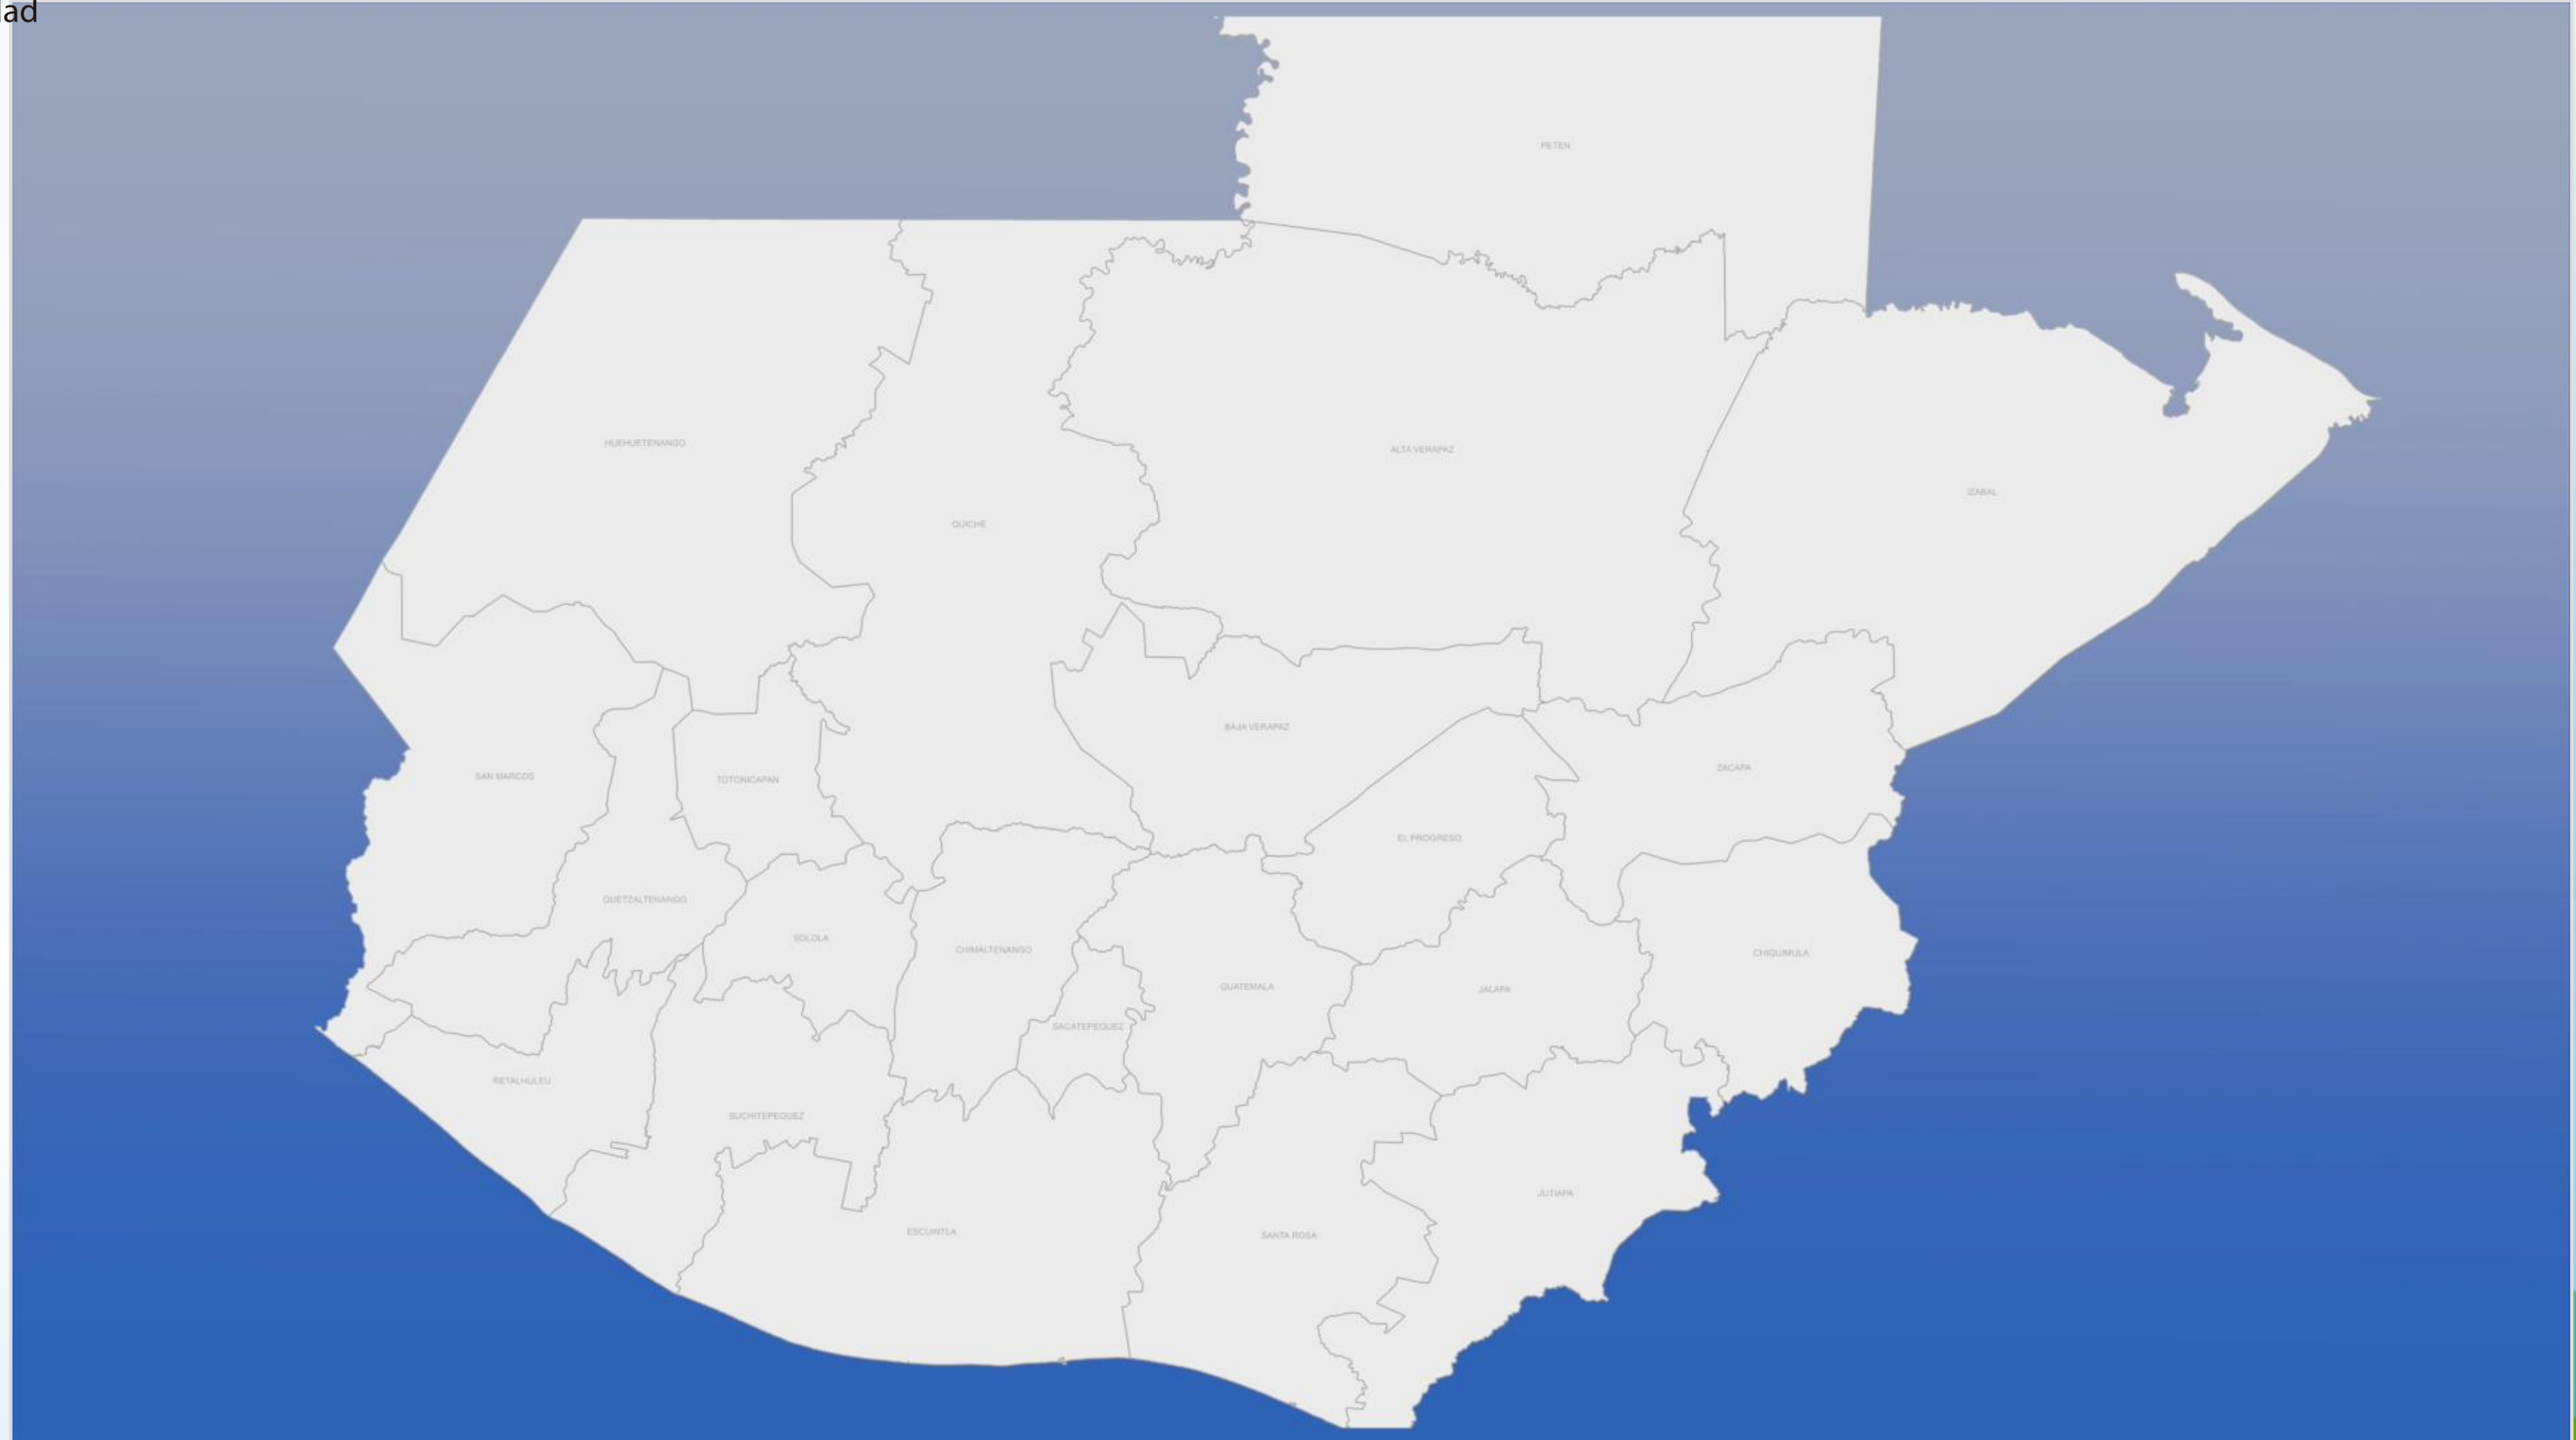 lad
PETEN
HUEHUETENANGO
ALTA VERAPAZ
IZABAL
QUICHE
BAJA VERAPAZ
ZACAPA
SAN MARCOS
TOTONICAPAN
EL PROGRESO
QUETZALTENANGO
SOLOLA
CHIMALTENANGO
CHIQUIMULA
GUATEMALA
JALAPA
SACATEPEQUEZ
RETALHULEU
SUCHITEPEQUEZ
JUTIAPA
ESCUINTLA
SANTA ROSA